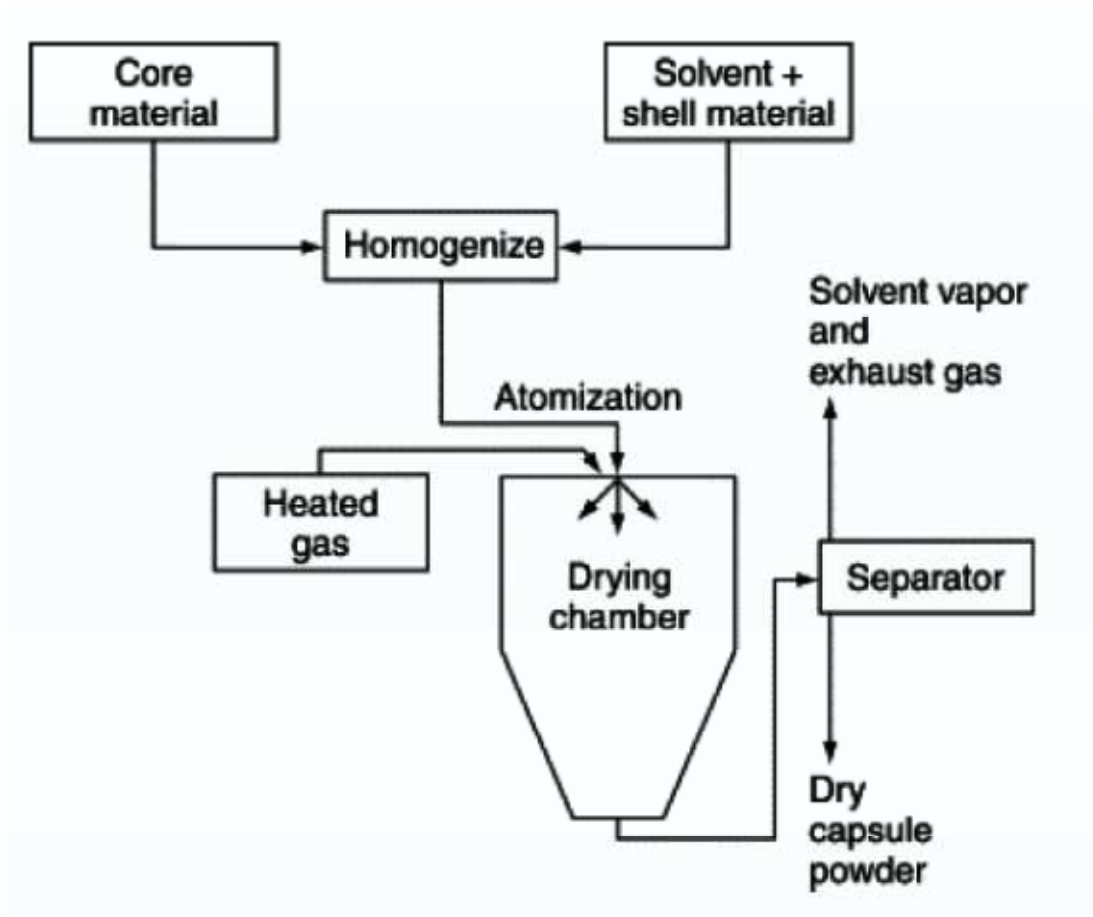 Core
material
Solvent +
shell material
Homogenize
Solvent vapor
and
exhaust gas
Atomization
Heated
gas
Drying
chamber
Separator
Dry
capsule
powder